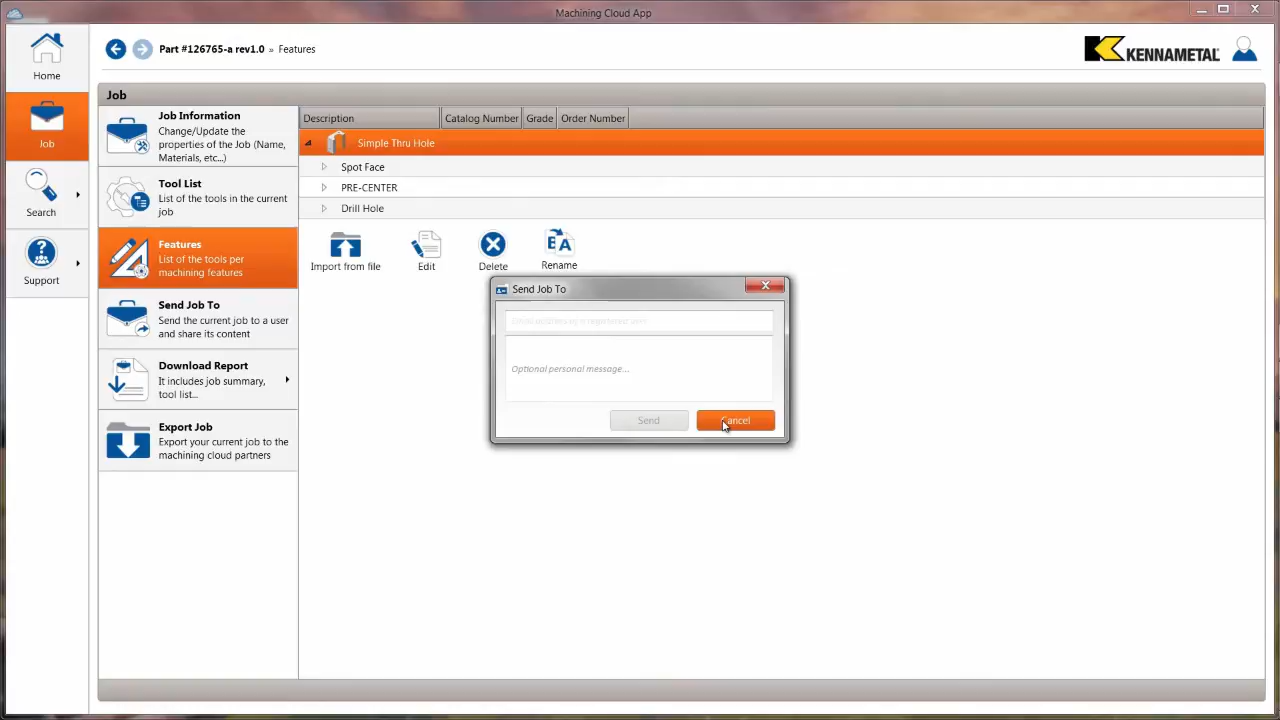 Machining Cloud App
Part #126765-a rev1.0 » Features
KENNAMETAL
Home
Job
Search
Support
Job
Job Information
Change/Update the
properties of the Job (Name,
Materials, etc...)
Tool List
List of the tools in the current
job
Features
List of the tools per
machining features
Send Job To
Send the current job to a user
and share its content
Download Report
It includes job summary,
tool list...
Export Job
Export your current job to the
machining cloud partners
Description Catalog Number Grade Order Number
Simple Thru Hole
Spot Face
PRE-CENTER
Drill Hole
Import from file Edit Delete Rename
Send Job To
Optional personal message...
Send Cancel